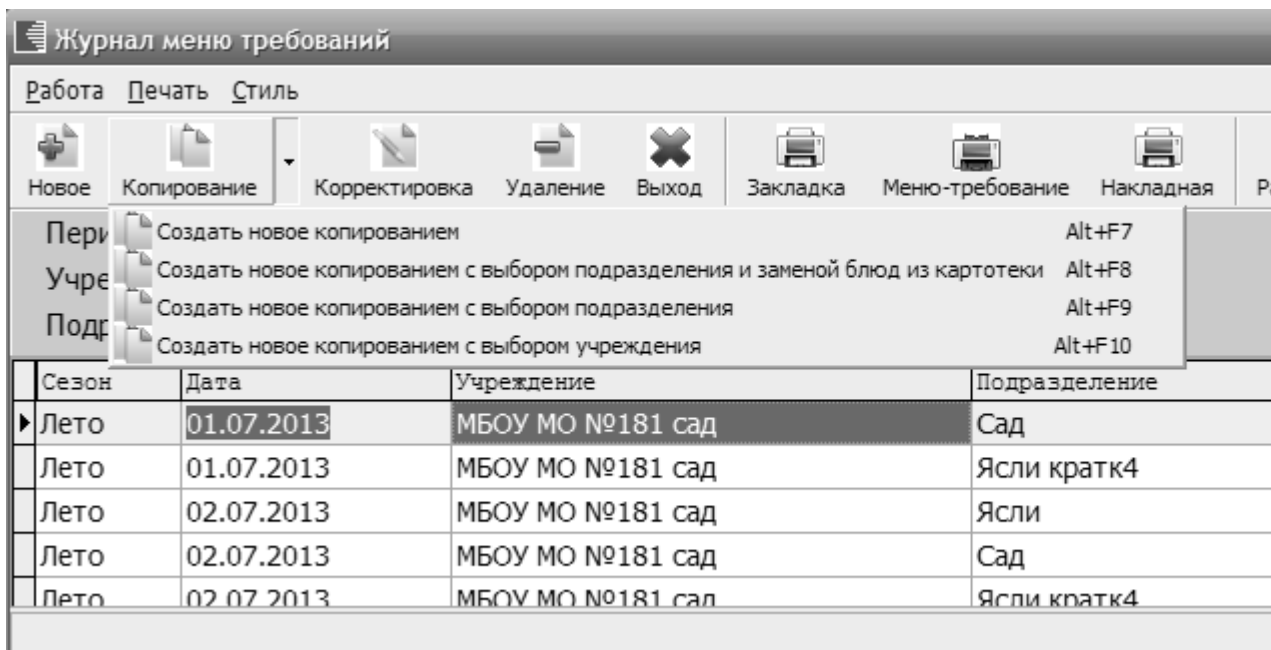 Журнал меню требований
Работа Печать Стиль
Новое Копирование Корректировка Удаление Выход Закладка Меню-требование Накладная
Создать новое копированием Alt+F7
Создать новое копированием с выбором подразделения и заменой блюд из картотеки Alt+F8
Создать новое копированием с выбором подразделения Alt+F9
Создать новое копированием с выбором учреждения Alt+F10
Пери
Учре
Подр
Сезон Дата Учреждение Подразделение
Лето 01.07.2013 МБОУ МО №181 сад Сад
Лето 01.07.2013 МБОУ МО №181 сад Ясли кратк4
Лето 02.07.2013 МБОУ МО №181 сад Ясли
Лето 02.07.2013 МБОУ МО №181 сад Сад
Лето 02.07.2013 МБОУ МО №181 сад Ясли кратк4